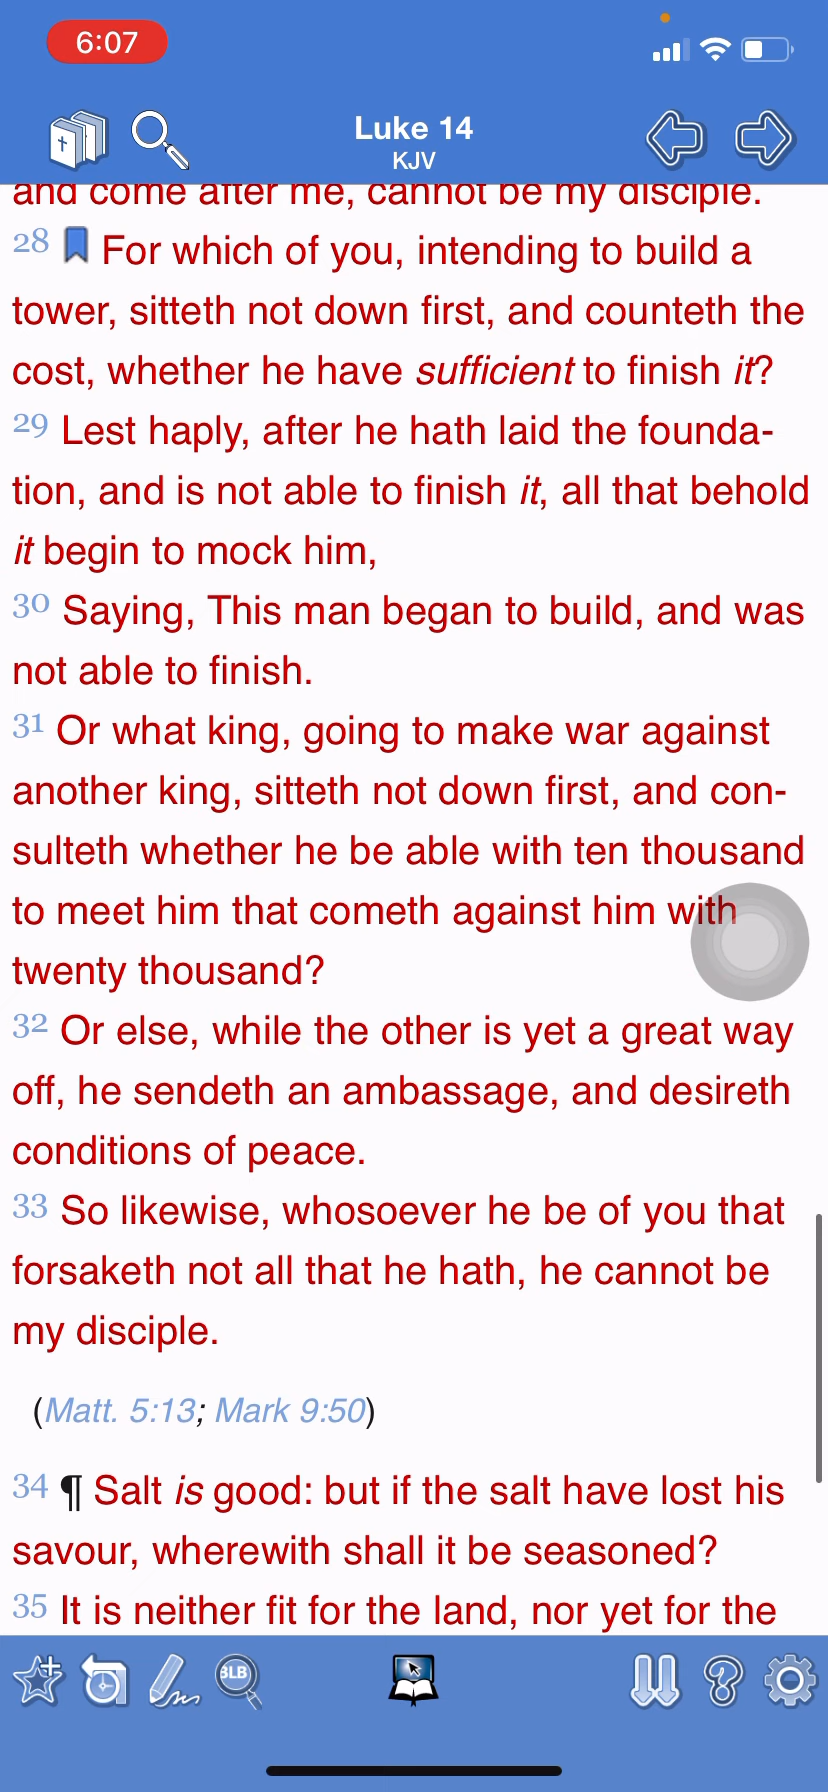 6:07
Luke 14
KJV
and come after me, cannot be my disciple.
28 For which of you, intending to build a
tower, sitteth not down first, and counteth the
cost, whether he have sufficient to finish it?
29 Lest haply, after he hath laid the founda-
tion, and is not able to finish it, all that behold
it begin to mock him,
30 Saying, This man began to build, and was
not able to finish.
31 Or what king, going to make war against
another king, sitteth not down first, and con-
sulteth whether he be able with ten thousand
to meet him that cometh against him with
twenty thousand?
32 Or else, while the other is yet a great way
off, he sendeth an ambassage, and desireth
conditions of peace.
33 So likewise, whosoever he be of you that
forsaketh not all that he hath, he cannot be
my disciple.
(Matt. 5:13; Mark 9:50)
34 ¶ Salt is good: but if the salt have lost his
savour, wherewith shall it be seasoned?
35 It is neither fit for the land, nor yet for the
BLB